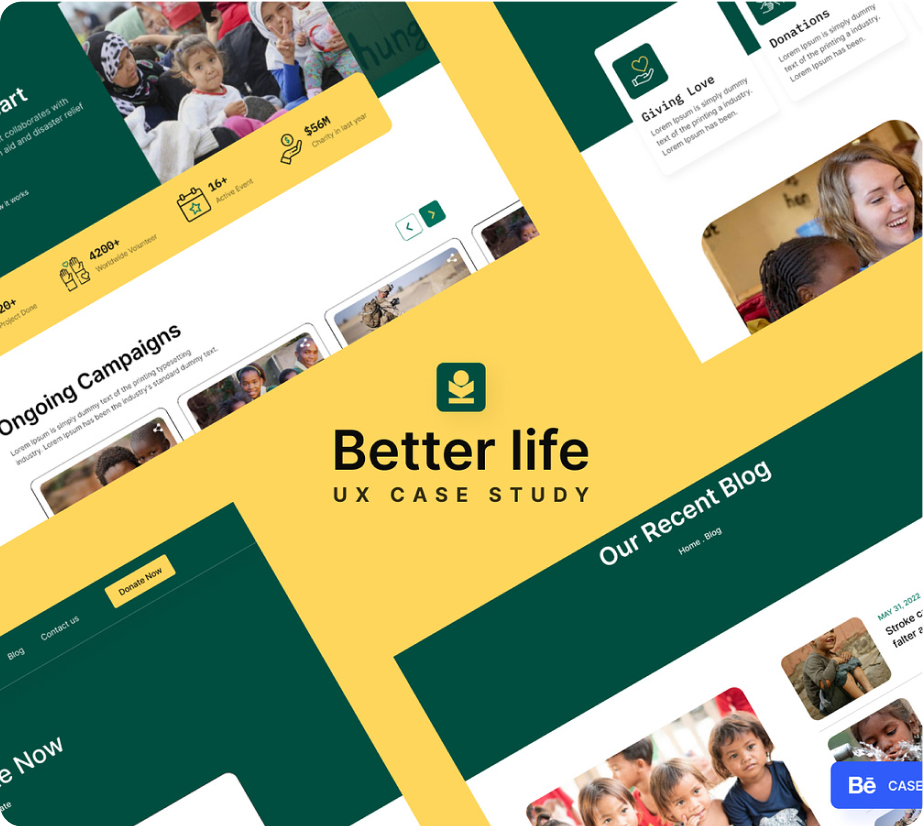 art
t collaborates with
aid and disaster relief
w it works
hung
20+
Project Done
4200+
Worldwide Volunteer
16+
Active Event
$56M
Charity in last year
Ongoing Campaigns
Lorem Ipsum is simply dummy text of the printing typesetting
industry. Lorem Ipsum has been the industry's standard dummy text.
Giving Love
Lorem Ipsum is simply dummy
text of the printing a industry.
Lorem Ipsum has been.
Donations
Lorem Ipsum is simply dummy
text of the printing a industry.
Lorem Ipsum has been.
Better life
UX CASE STUDY
Blog
Contact us
Donate Now
e Now
ate
Our Recent Blog
Home . Blog
MAY 31, 2022
Stroke
falter
Bē CASE